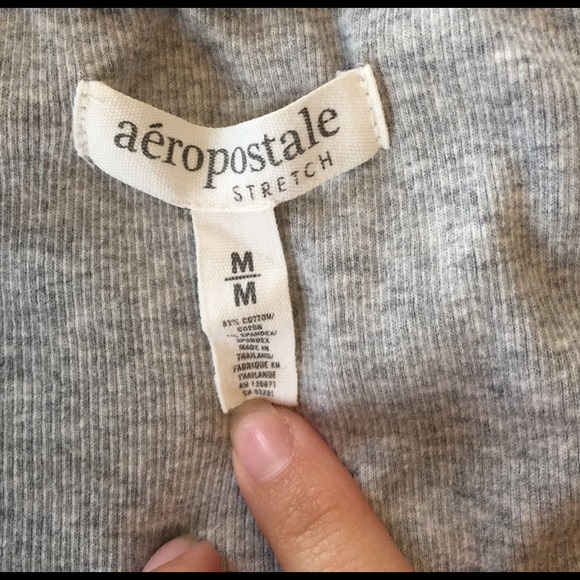 aéropostale
STRETCH
M
M
COTTON/
COTON
SPANDEX/
SPANDEX
MADE IN
THAILAND/
FABRIQUE EN
THAILANDE